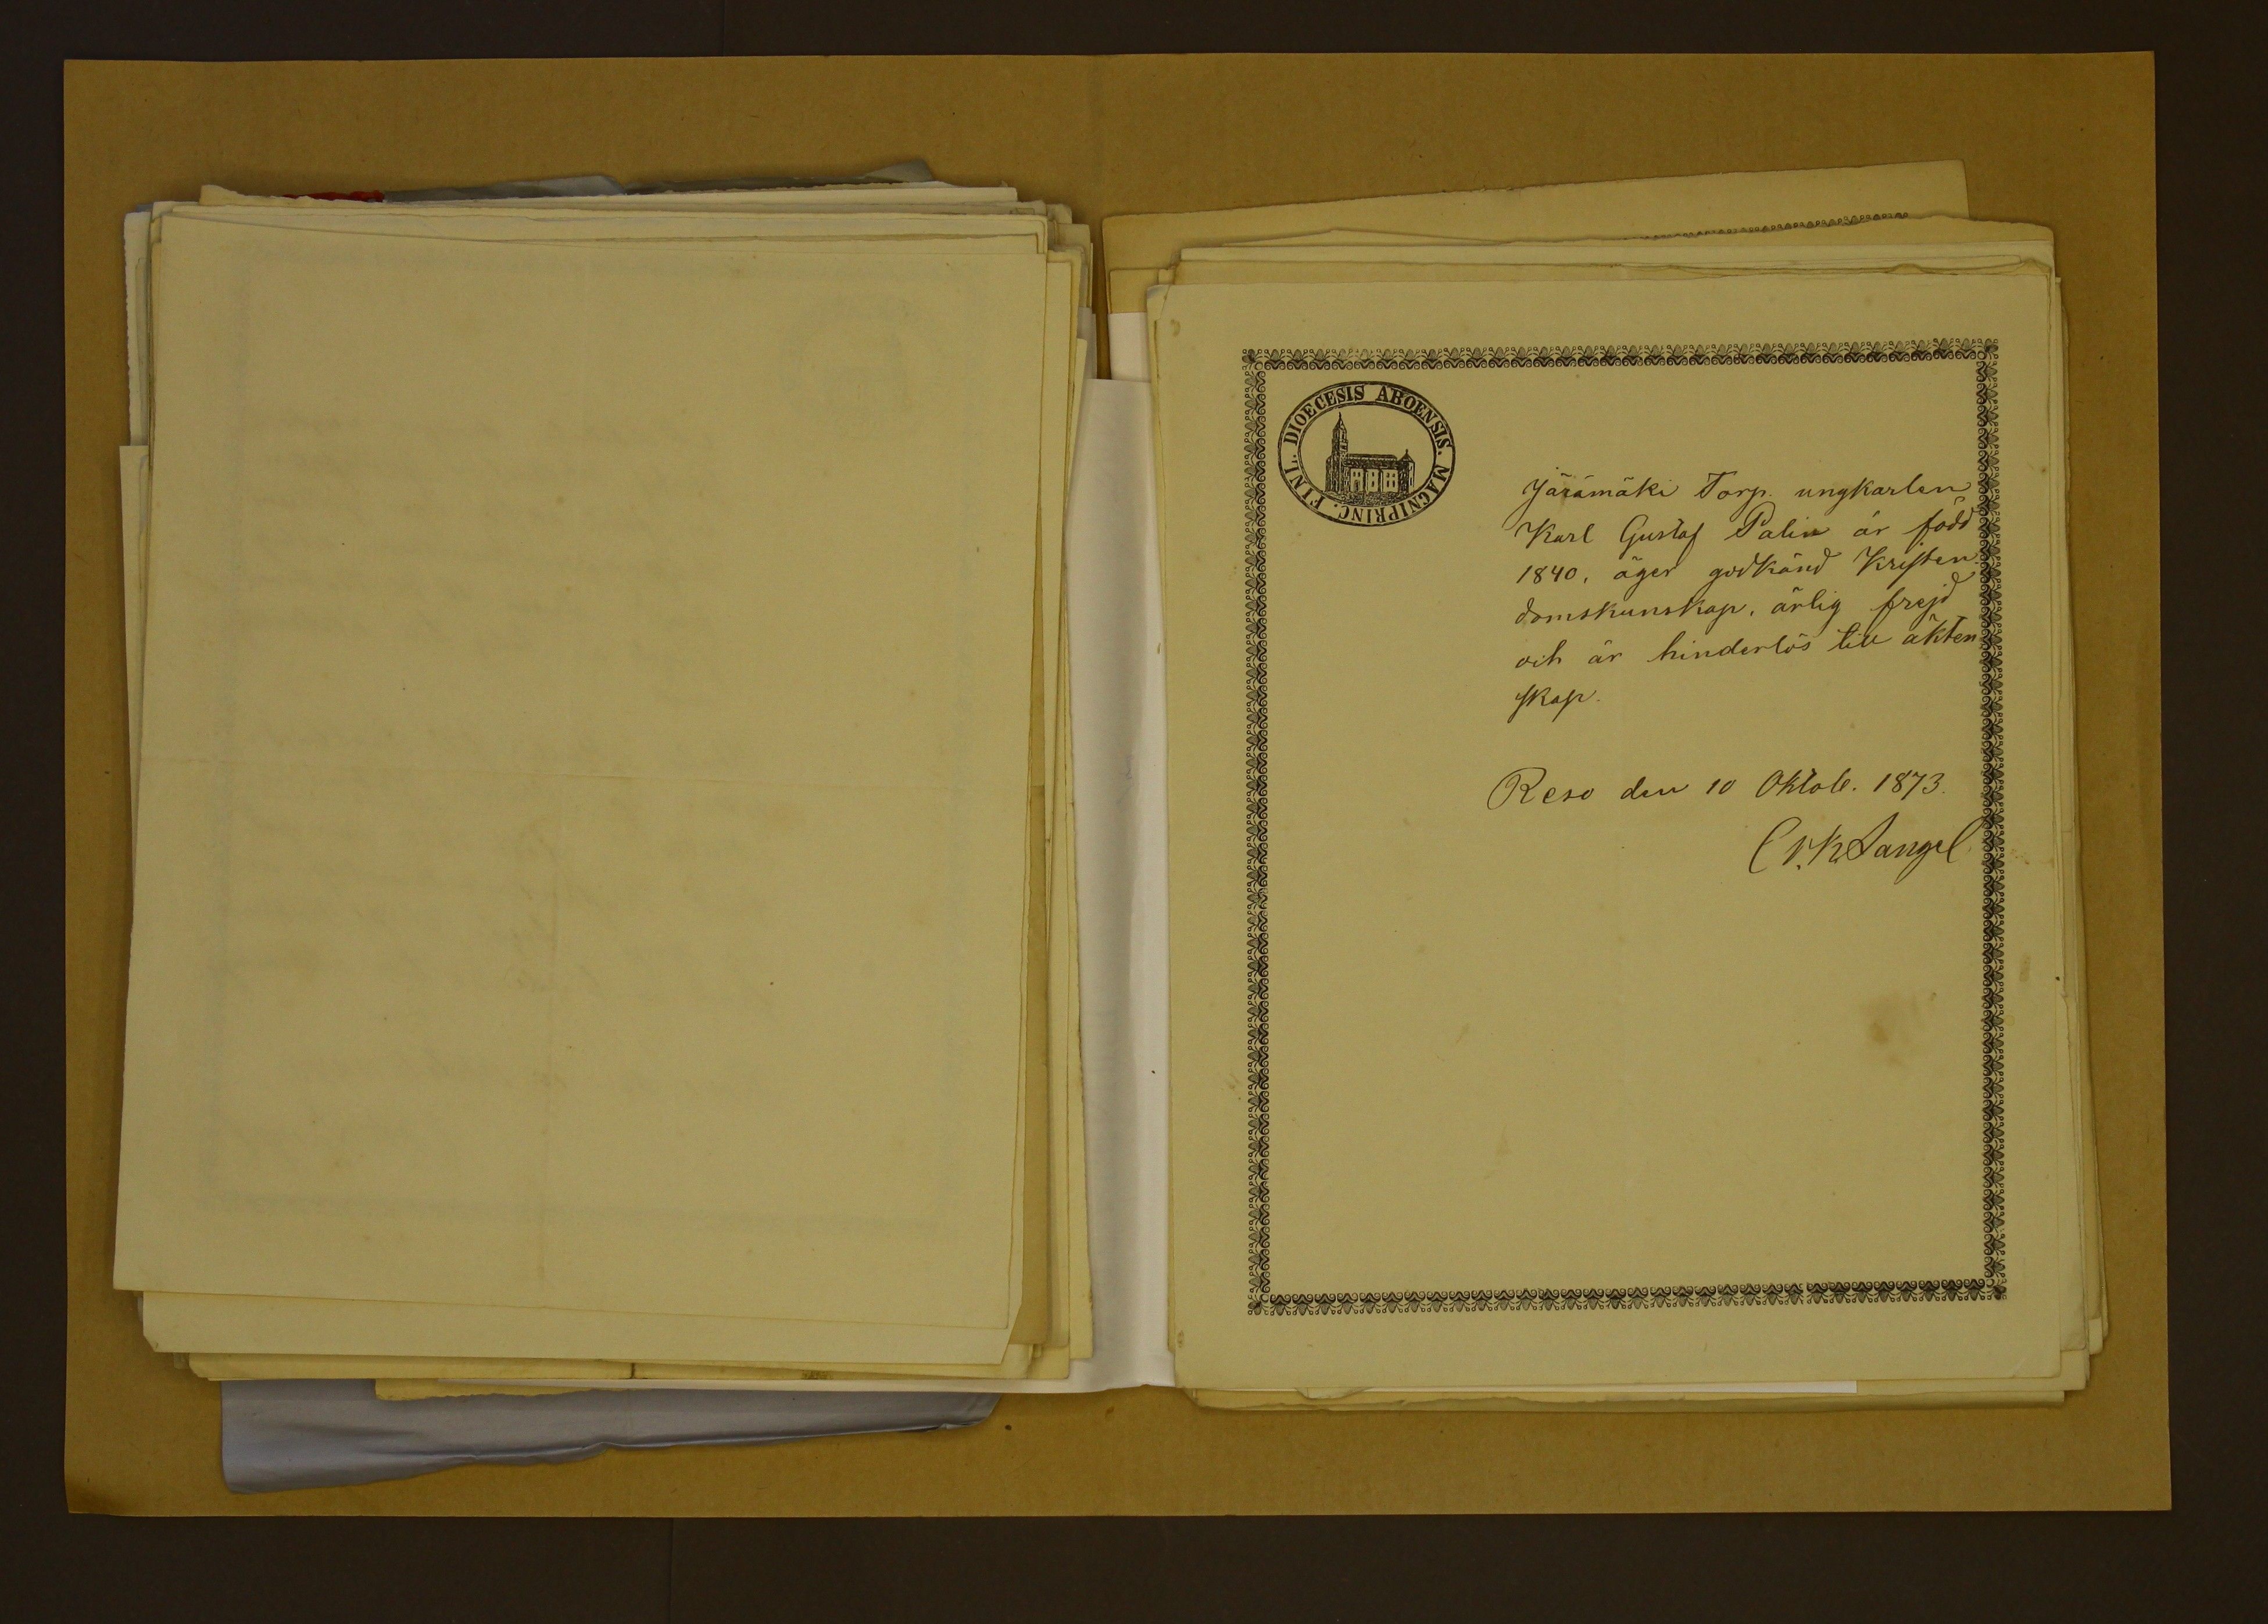 DIOECESIS ABOENSIS. MAGNIPRINC. FINL.
Järämäki Torp. ungkarlen
Karl Gustaf Palin är född
1840, äger godkänd Kristen
domskunskap, ärlig frejd
och är hinderlös till äkten
skap.
Reso den 10 Oktob. 1873.